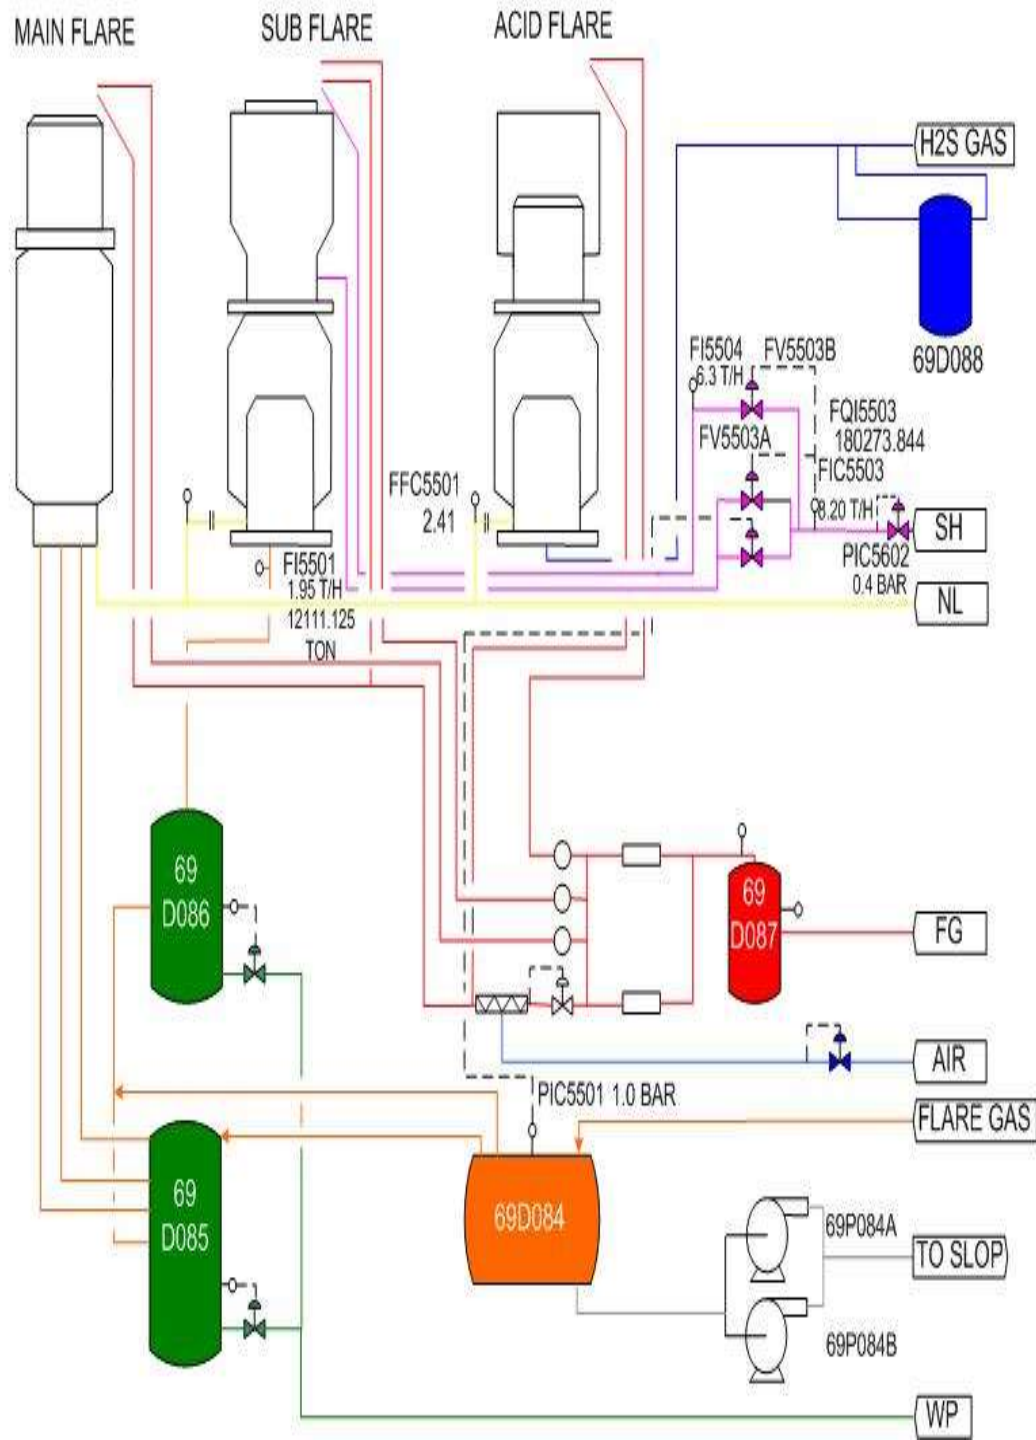 MAIN FLARE
SUB FLARE
ACID FLARE
H2S GAS
69D088
FI5504
6.3 T/H
FV5503B
FQI5503
180273.844
FV5503A
FIC5503
8.20 T/H
FFC5501
2.41
SH
PIC5602
0.4 BAR
FI5501
1.95 T/H
12111.125
TON
NL
69
D086
69
D087
FG
AIR
PIC5501 1.0 BAR
FLARE GAS
69
D085
69D084
69P084A
TO SLOP
69P084B
WP